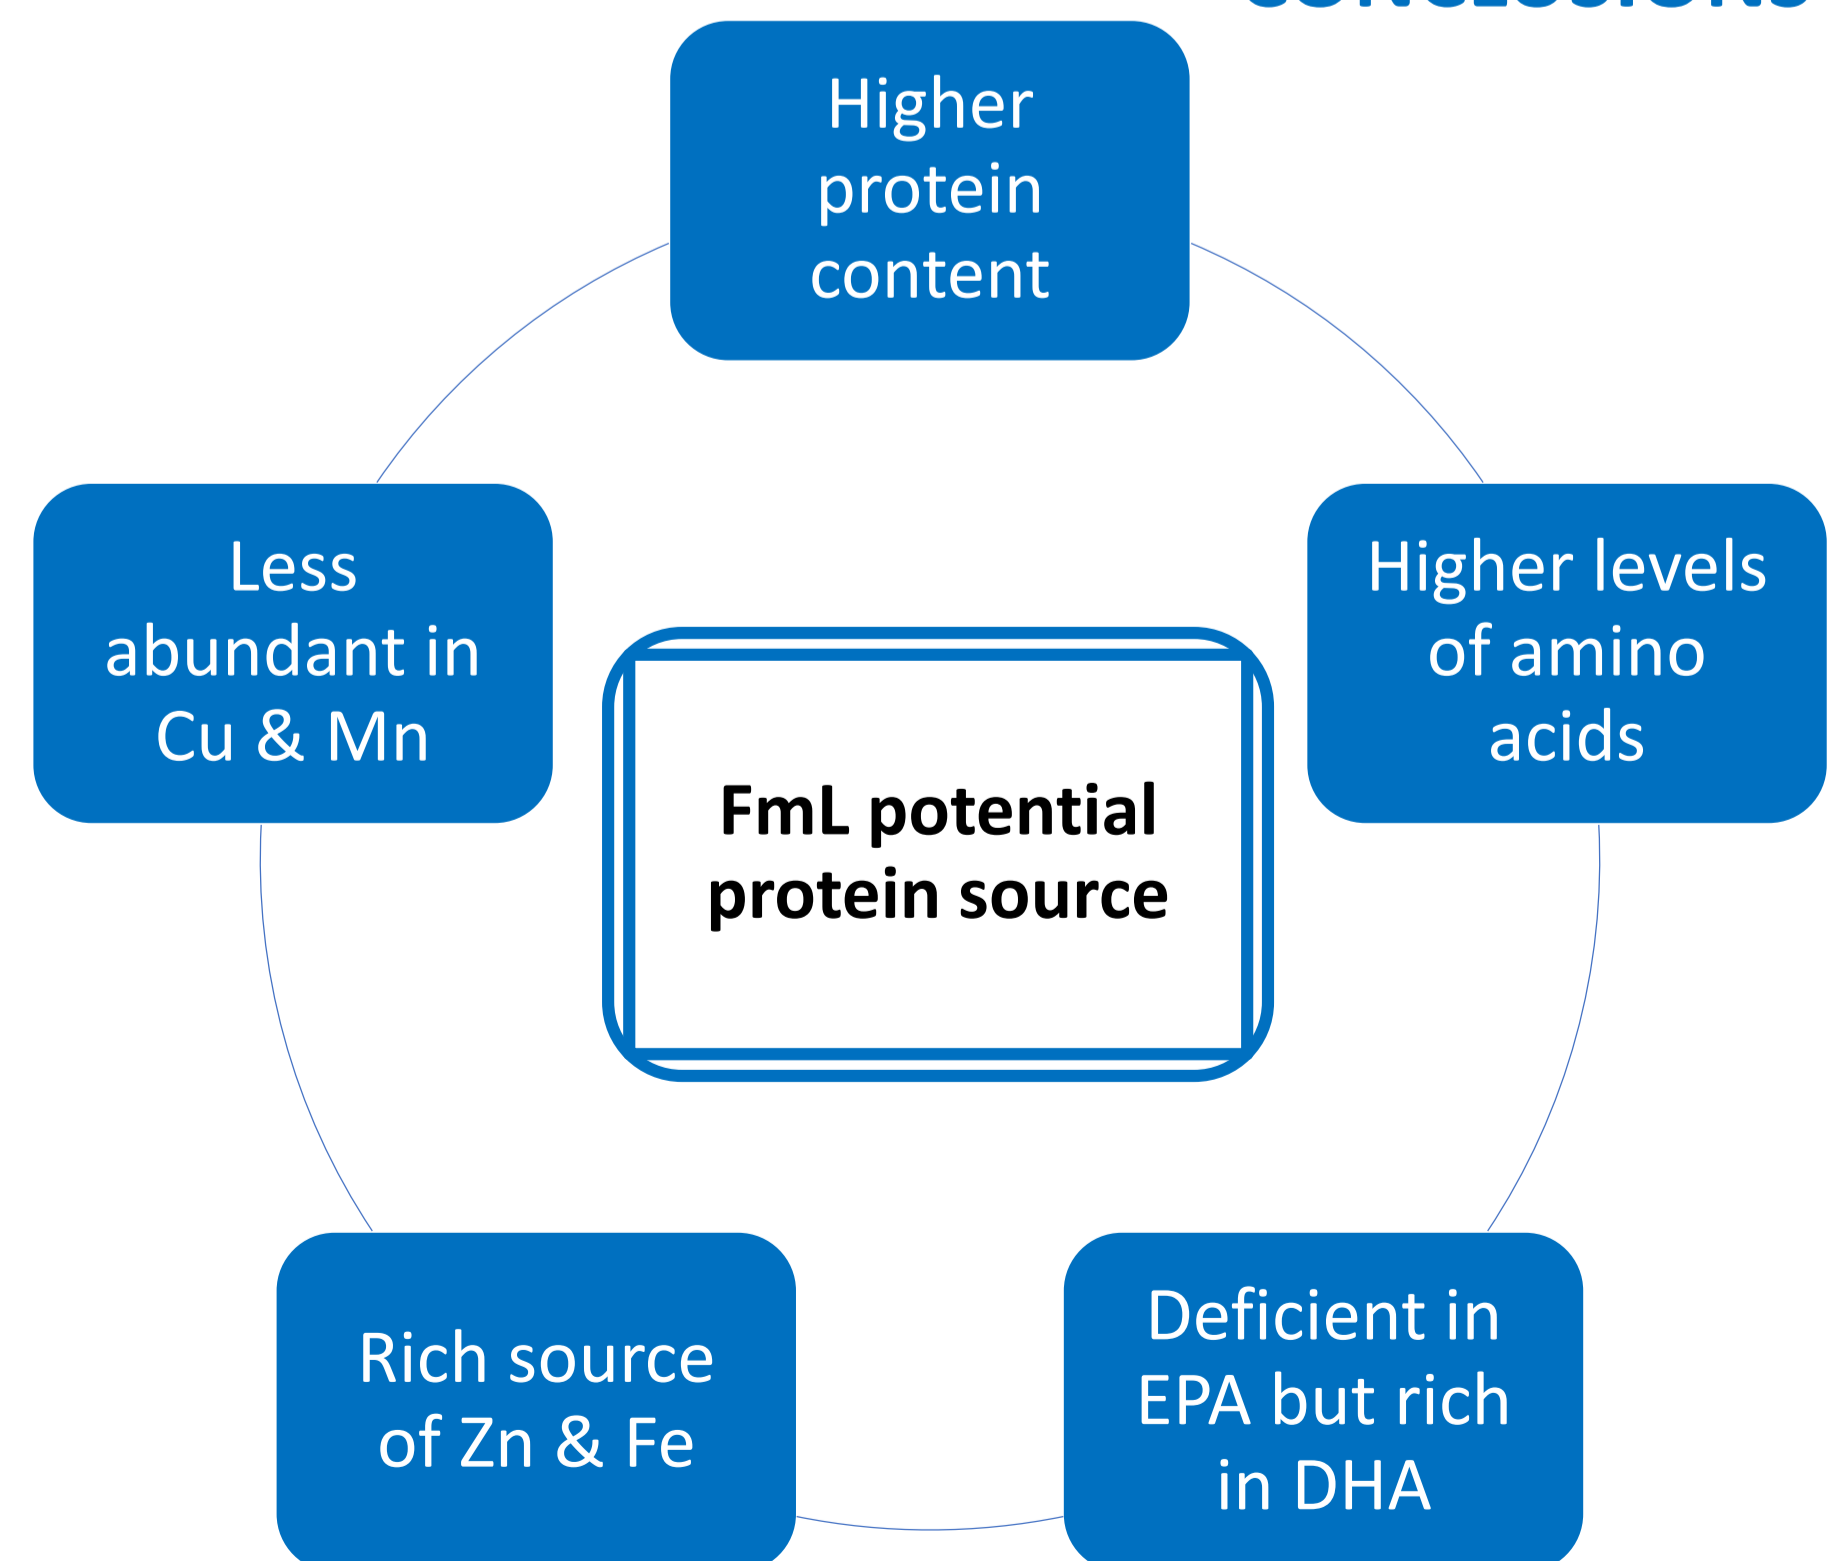 CONCLUSIONS
Higher
protein
content
Less
abundant in
Cu & Mn
Higher levels
of amino
acids
FmL potential
protein source
Rich source
of Zn & Fe
Deficient in
EPA but rich
in DHA